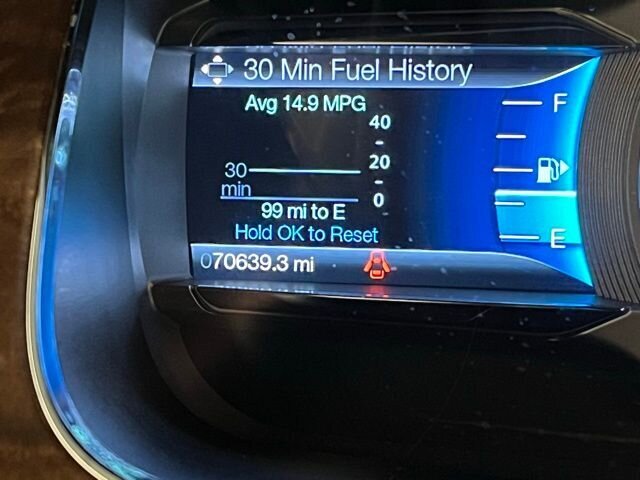 30 Min Fuel History
Avg 14.9 MPG
40
-
20
-
0
30
min
99 mi to E
Hold OK to Reset
070639.3 mi
F
E